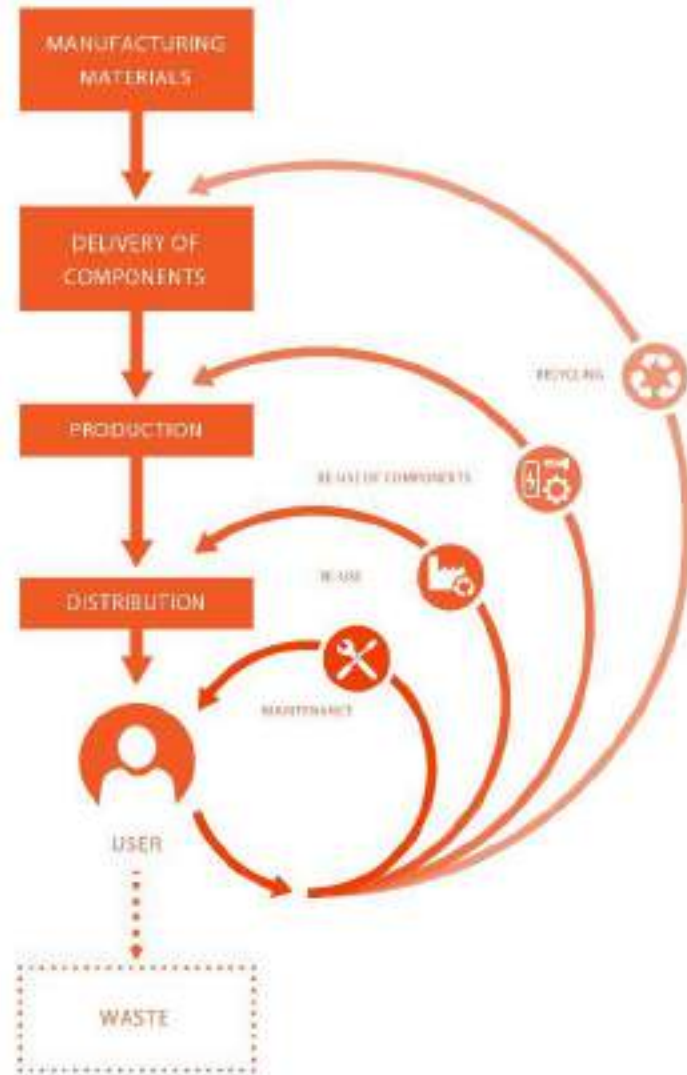 MANUFACTURING
MATERIALS
DELIVERY OF
COMPONENTS
RECYCLING
PRODUCTION
RE-USE OF COMPONENTS
RE-USE
DISTRIBUTION
MAINTENANCE
USER
WASTE